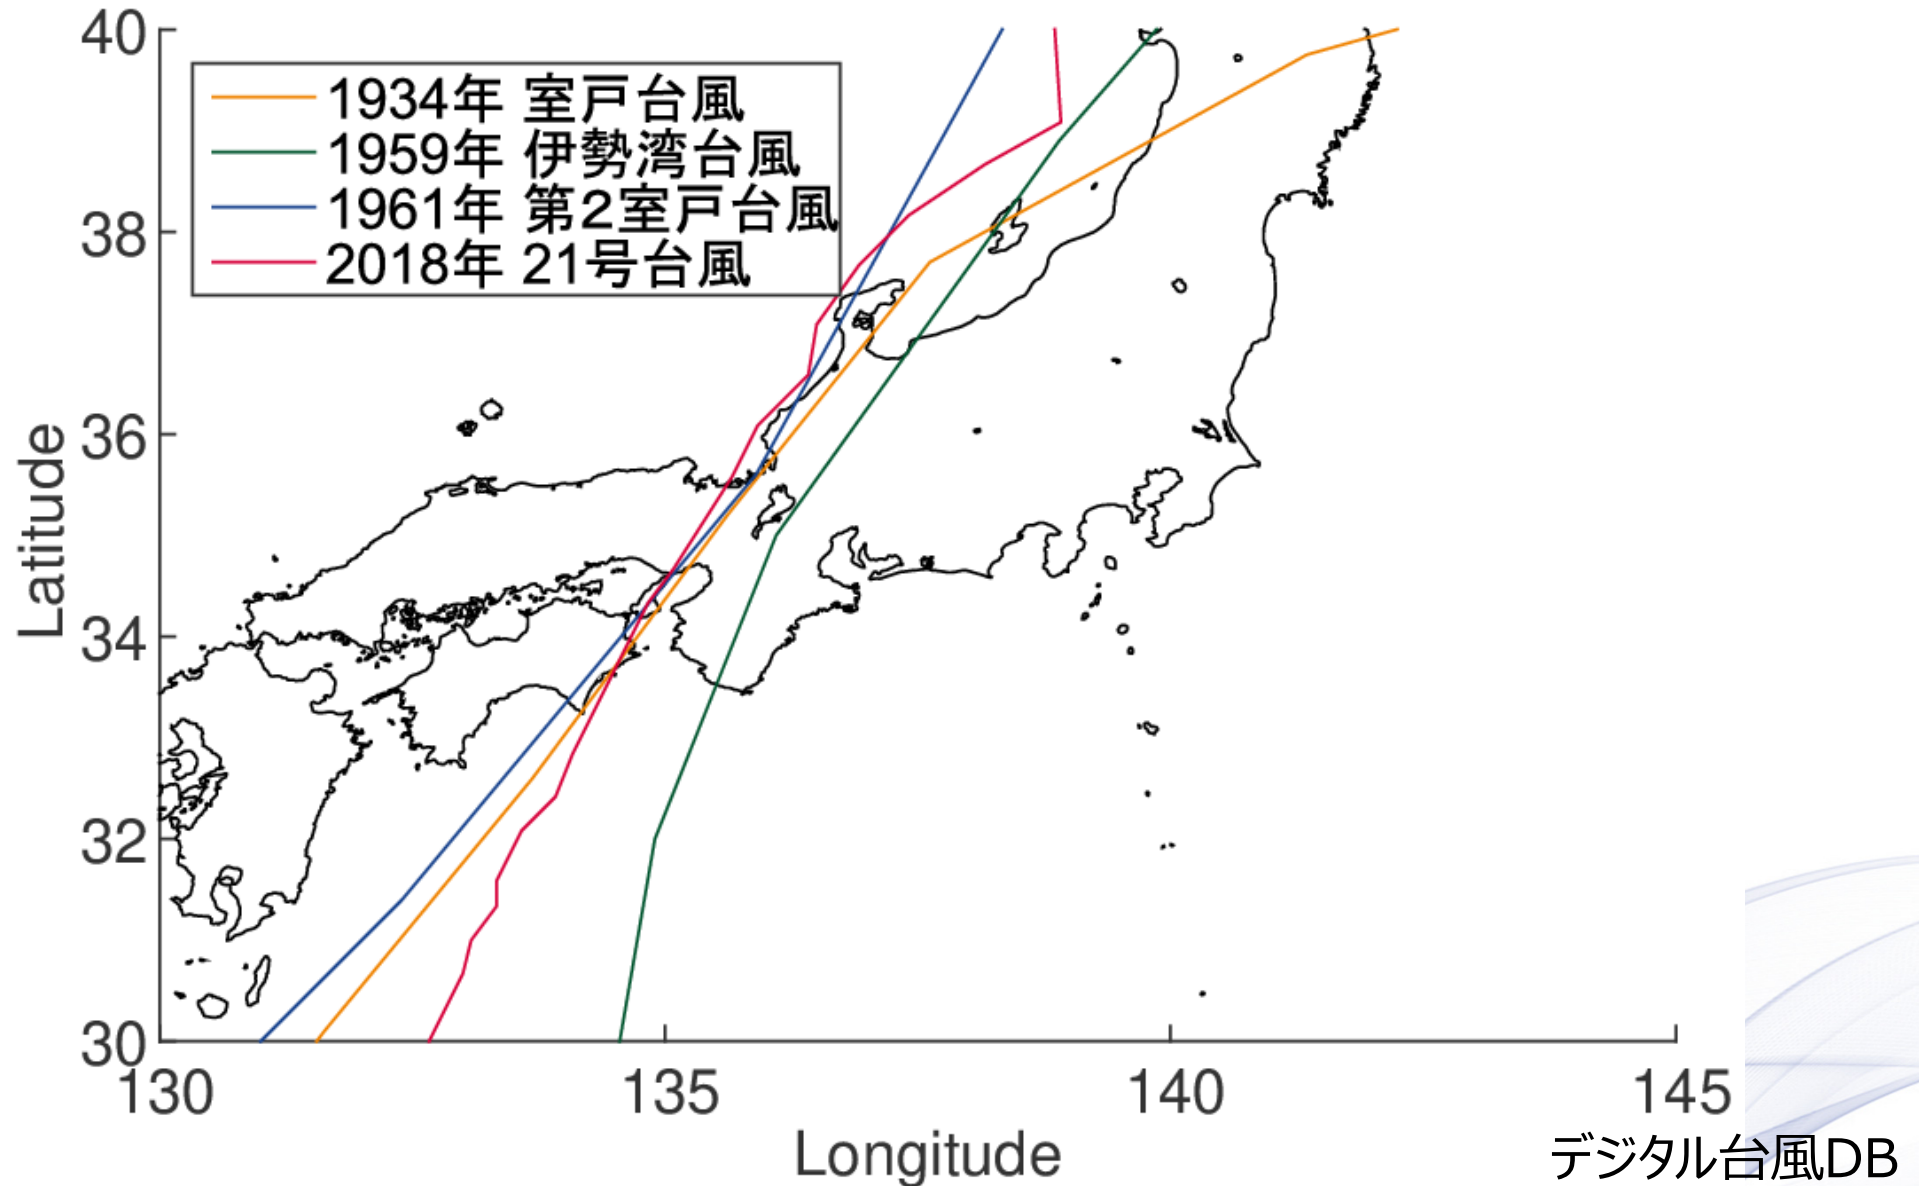 40
1934年 室戸台風
1959年 伊勢湾台風
1961年 第2室戸台風
2018年 21号台風
38
36
34
32
30
Latitude
130
135
140
145
Longitude
デジタル台風DB